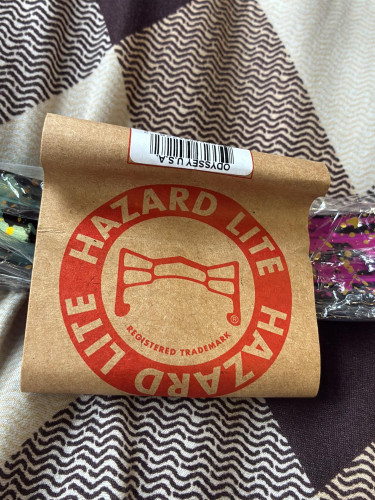 ODYSSEY U.S.A
HAZARD LITE
HAZARD LITE
REGISTERED TRADEMARK
®